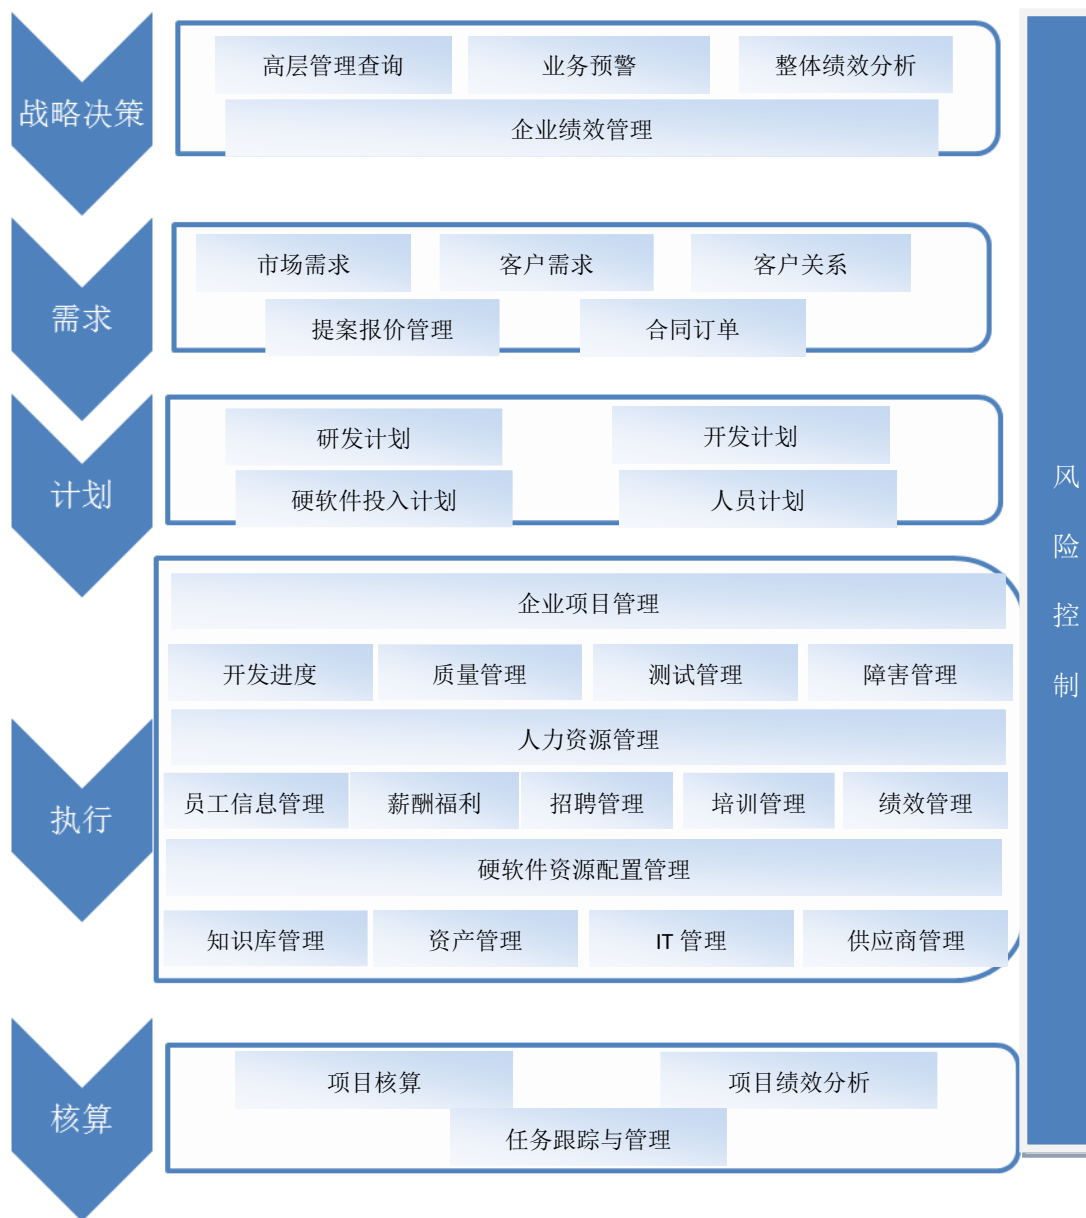 战略决策
高层管理查询
业务预警
整体绩效分析
企业绩效管理
需求
市场需求
客户需求
客户关系
提案报价管理
合同订单
计划
研发计划
开发计划
硬软件投入计划
人员计划
执行
企业项目管理
开发进度
质量管理
测试管理
障害管理
人力资源管理
员工信息管理
薪酬福利
招聘管理
培训管理
绩效管理
硬软件资源配置管理
知识库管理
资产管理
IT 管理
供应商管理
核算
项目核算
项目绩效分析
任务跟踪与管理
风
险
控
制